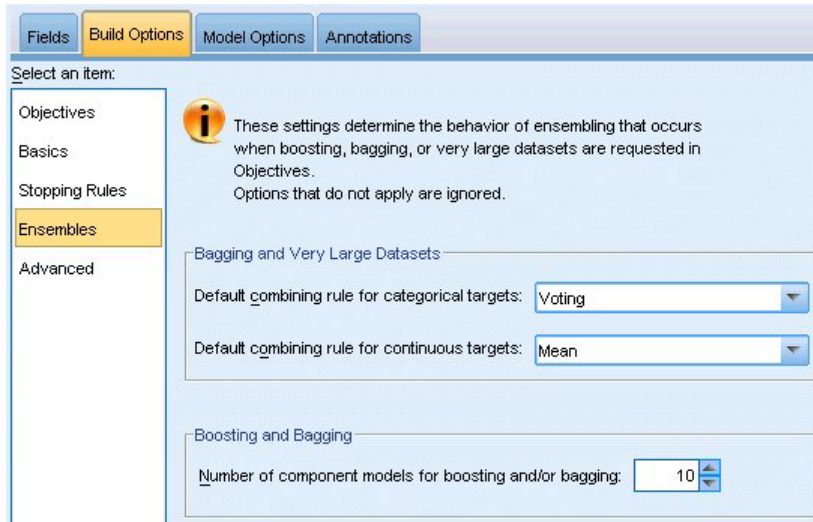 Fields
Build Options
Model Options
Annotations
Select an item:
Objectives
Basics
Stopping Rules
Ensembles
Advanced
These settings determine the behavior of ensembling that occurs
when boosting, bagging, or very large datasets are requested in
Objectives.
Options that do not apply are ignored.
Bagging and Very Large Datasets
Default combining rule for categorical targets: Voting
Default combining rule for continuous targets: Mean
Boosting and Bagging
Number of component models for boosting and/or bagging: 10